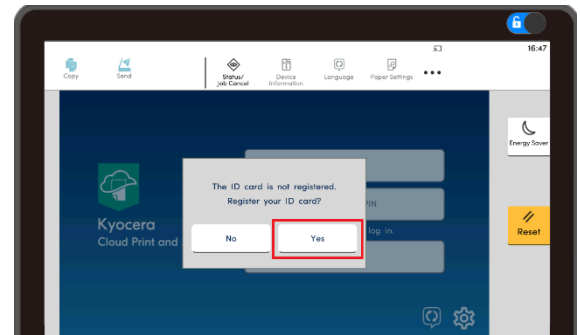 16:47
Copy
Send
Status/
Job Cancel
Device
Information
Language
Paper Settings
Energy Saver
The ID card is not registered.
Register your ID card?
PIN
Kyocera
Cloud Print and
No
Yes
log in.
Reset